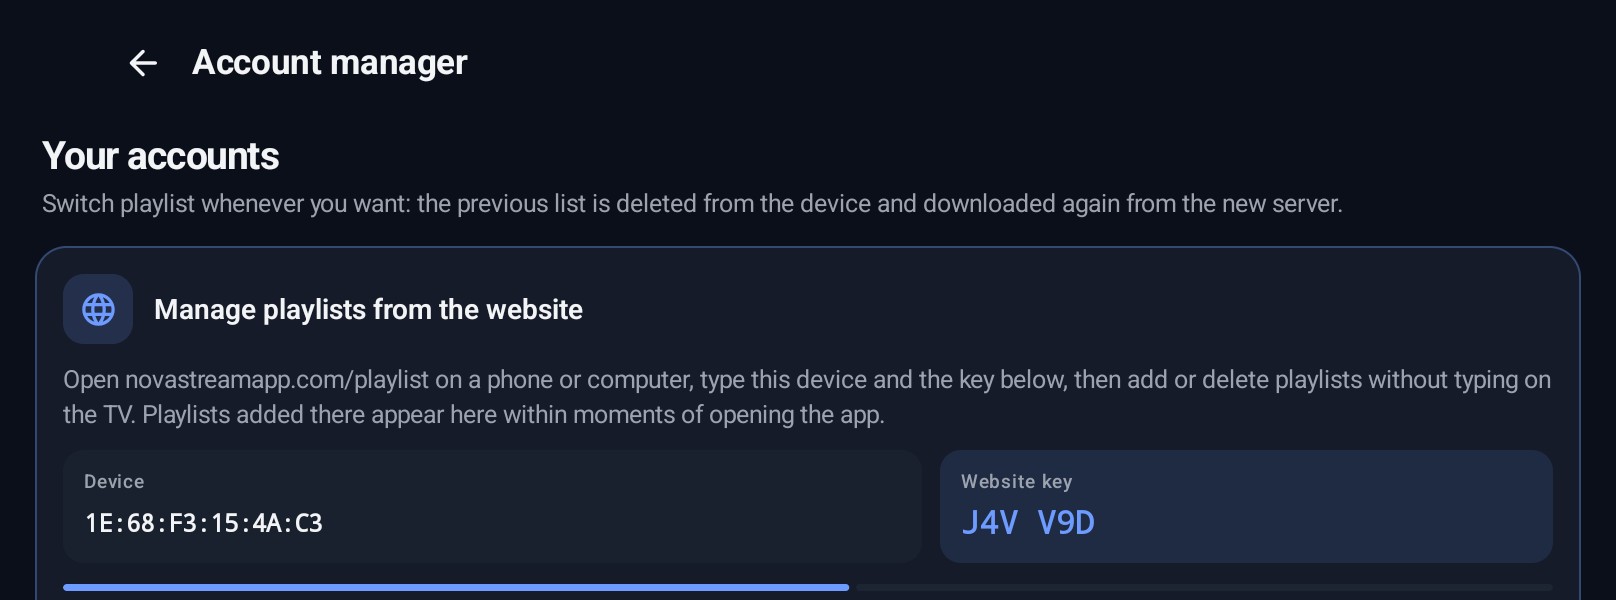 Account manager
Your accounts
Switch playlist whenever you want: the previous list is deleted from the device and downloaded again from the new server.
Manage playlists from the website
Open novastreamapp.com/playlist on a phone or computer, type this device and the key below, then add or delete playlists without typing on
the TV. Playlists added there appear here within moments of opening the app.
Device
1E:68:F3:15:4A:C3
Website key
J4V V9D